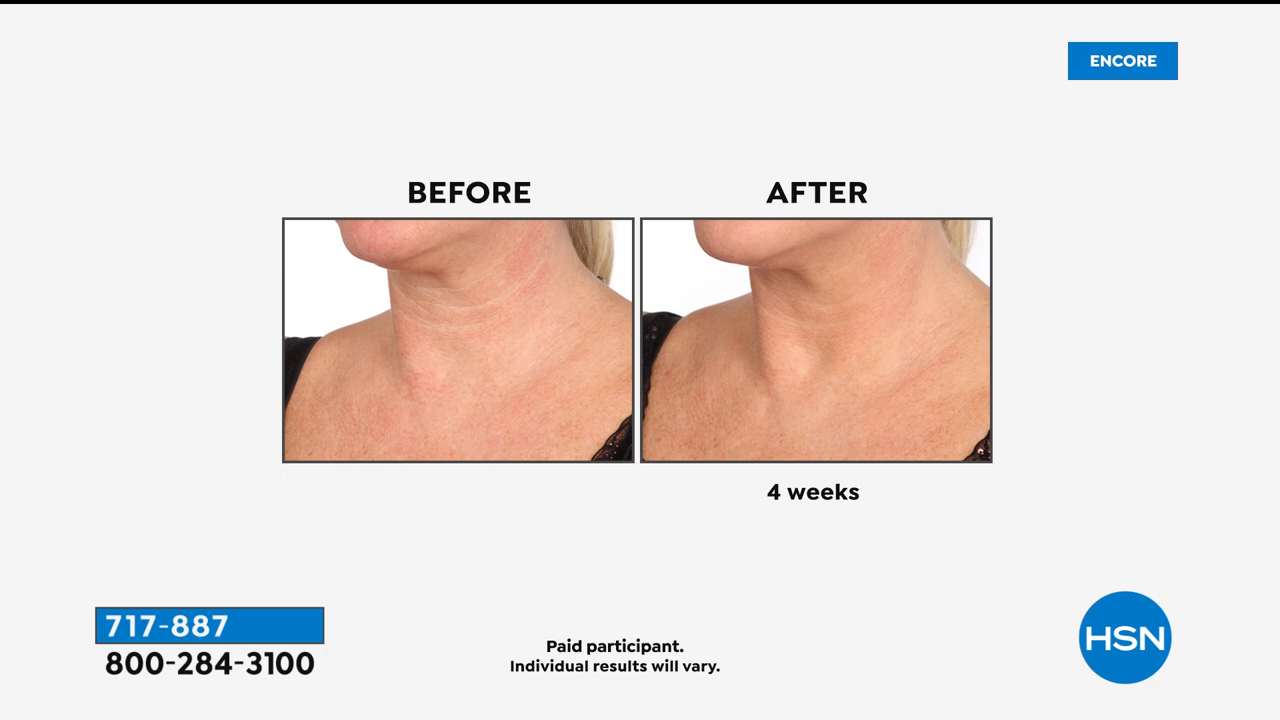 ENCORE
BEFORE
AFTER
4 weeks
717-887
800-284-3100
Paid participant.
Individual results will vary.
HSN